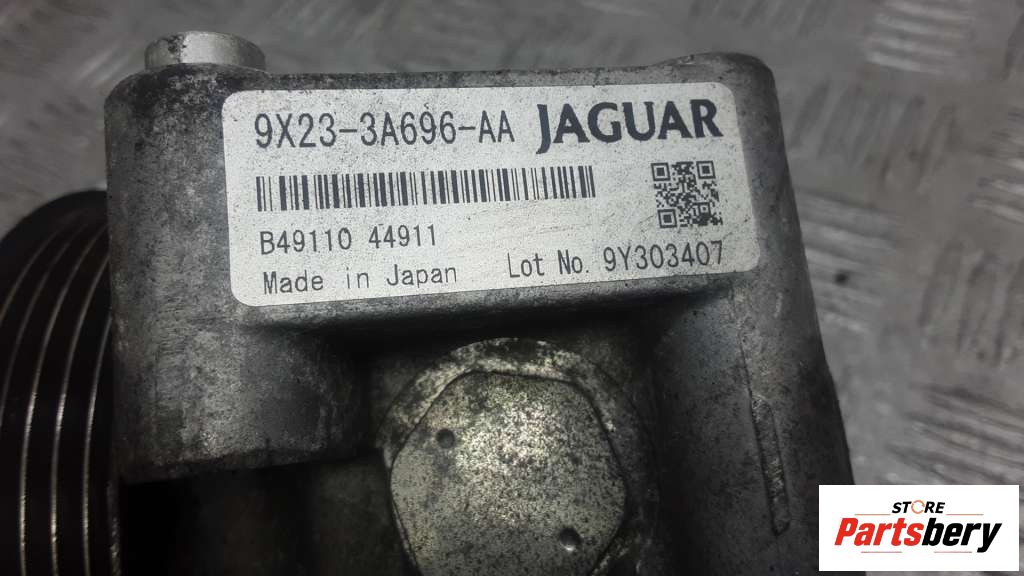 9X23-3A696-AA JAGUAR
B49110 44911
Made in Japan Lot No. 9Y303407
STORE
Partsbery